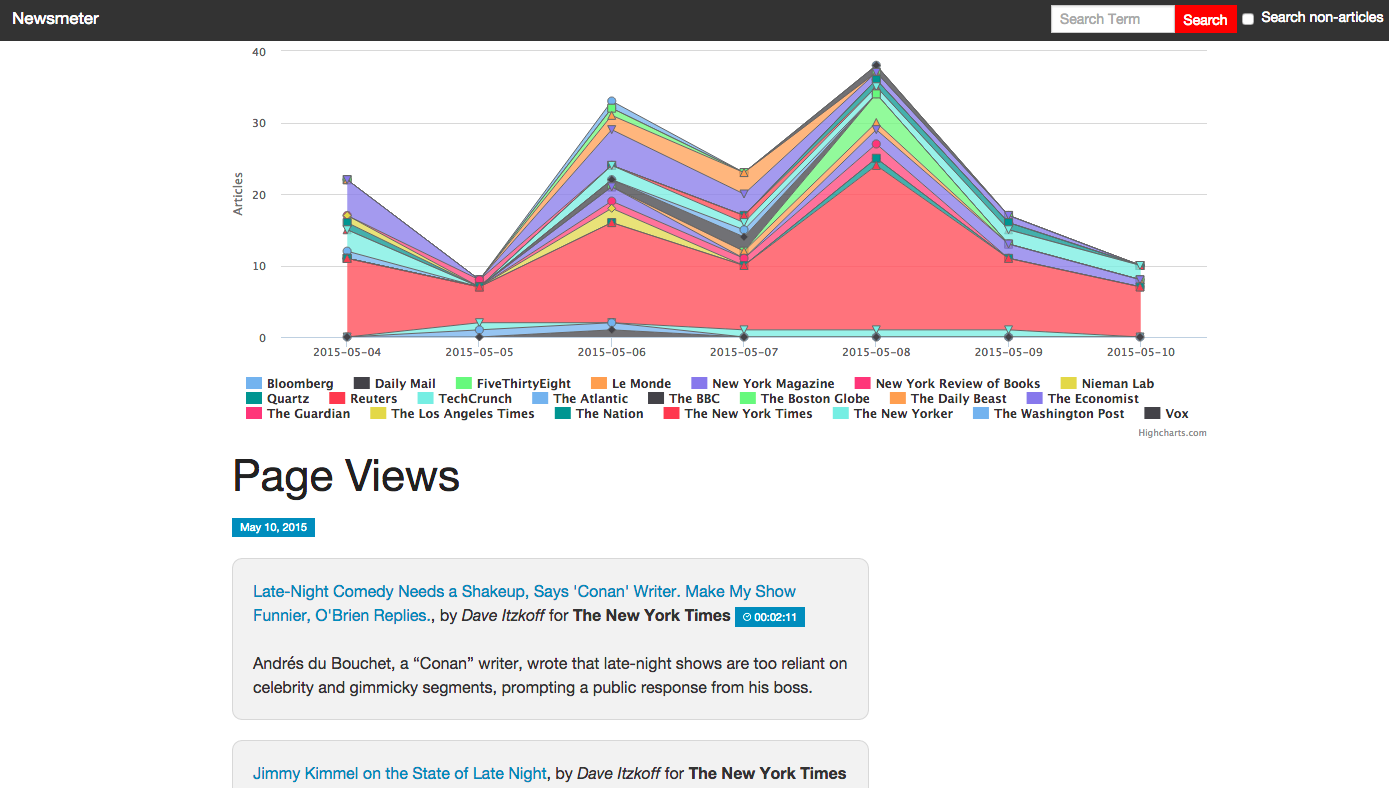 Newsmeter
Search Term
Search
Search non-articles
40
30
20
10
0
Articles
2015-05-04 2015-05-05 2015-05-06 2015-05-07 2015-05-08 2015-05-09 2015-05-10
Bloomberg Daily Mail FiveThirtyEight Le Monde New York Magazine New York Review of Books Nieman Lab
Quartz Reuters TechCrunch The Atlantic The BBC The Boston Globe The Daily Beast The Economist
The Guardian The Los Angeles Times The Nation The New York Times The New Yorker The Washington Post Vox
Highcharts.com
Page Views
May 10, 2015
Late-Night Comedy Needs a Shakeup, Says 'Conan' Writer. Make My Show
Funnier, O'Brien Replies., by Dave Itzkoff for The New York Times 00:02:11
Andrés du Bouchet, a “Conan” writer, wrote that late-night shows are too reliant on
celebrity and gimmicky segments, prompting a public response from his boss.
Jimmy Kimmel on the State of Late Night, by Dave Itzkoff for The New York Times